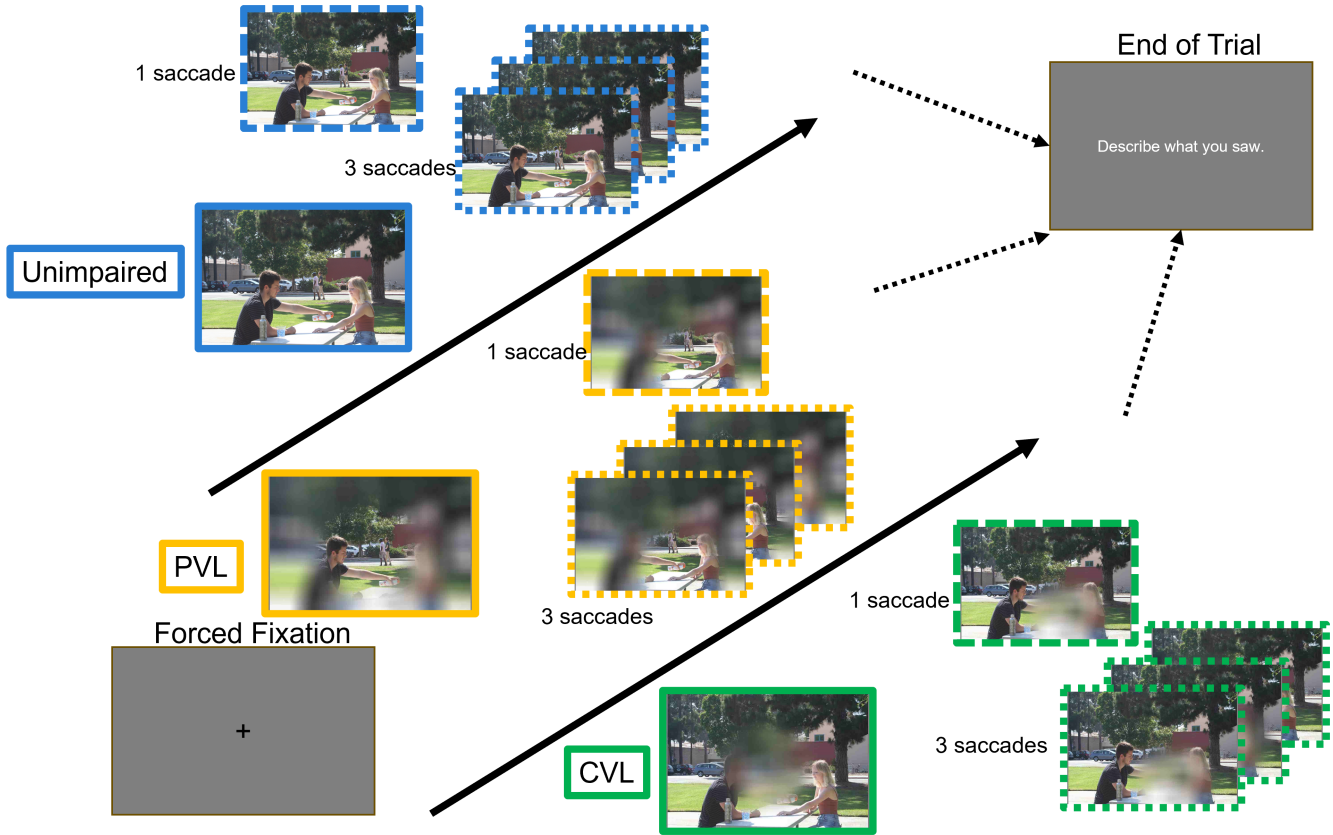 End of Trial
1 saccade
Describe what you saw.
3 saccades
Unimpaired
1 saccade
PVL
3 saccades
1 saccade
Forced Fixation
+
3 saccades
CVL